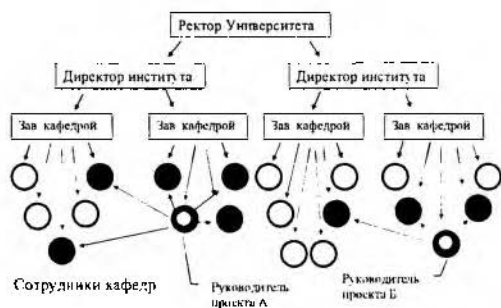 Ректор Университета
Директор института
Директор института
Зав кафедрой
Зав кафедрой
Зав кафедрой
Зав кафедрой
Сотрудники кафедр
Руководитель
проекта А
Руководитель
проекта Б